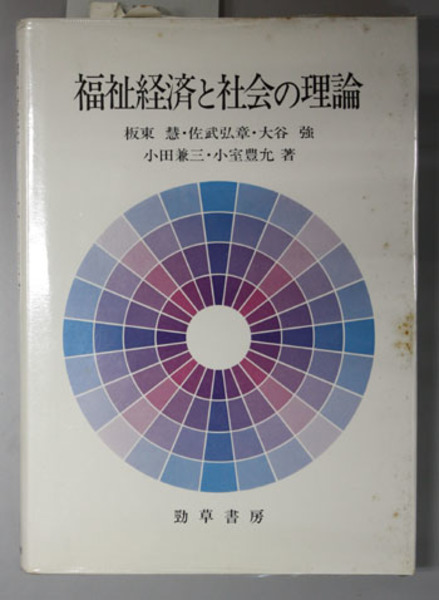 福祉経済と社会の理論
板東 慧・佐武弘章・大谷 強
小田兼三・小室豊允 著
勁草書房